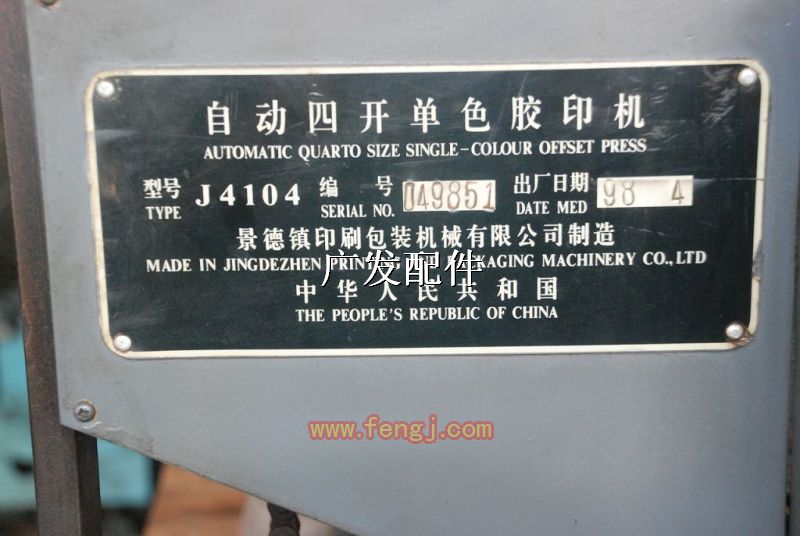 自动四开单色胶印机
AUTOMATIC QUARTO SIZE SINGLE-COLOUR OFFSET PRESS
型号 J4104 编号 049851 出厂日期 98 4
TYPE SERIAL NO. DATE MED
景德镇印刷包装机械有限公司制造
MADE IN JINGDEZHEN PRINTING PACKAGING MACHINERY CO., LTD
广发配件
中华人民共和国
THE PEOPLE'S REPUBLIC OF CHINA
www.fengj.com